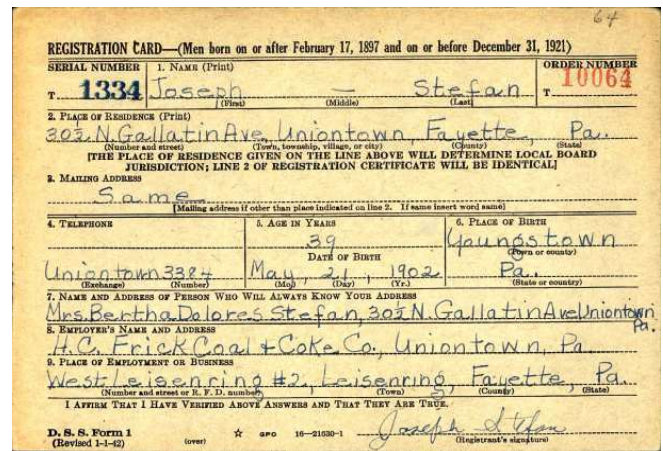 64
REGISTRATION CARD—(Men born on or after February 17, 1897 and on or before December 31, 1921)
SERIAL NUMBER 1. NAME (Print) ORDER NUMBER
T 1334 Joseph — Stefan T 10064
(First) (Middle) (Last)
2. PLACE OF RESIDENCE (Print)
30½ N. Gallatin Ave, Uniontown, Fayette, Pa.
(Number and street) (Town, township, village, or city) (County) (State)
[THE PLACE OF RESIDENCE GIVEN ON THE LINE ABOVE WILL DETERMINE LOCAL BOARD
JURISDICTION; LINE 2 OF REGISTRATION CERTIFICATE WILL BE IDENTICAL]
3. MAILING ADDRESS
Same
[Mailing address if other than place indicated on line 2. If same insert word same]
4. TELEPHONE 5. AGE IN YEARS 6. PLACE OF BIRTH
39 Youngstown
DATE OF BIRTH (Town or county)
Uniontown 3384 May, 21, 1902 Pa.
(Exchange) (Number) (Mo.) (Day) (Yr.) (State or country)
7. NAME AND ADDRESS OF PERSON WHO WILL ALWAYS KNOW YOUR ADDRESS
Mrs. Bertha Dolores Stefan, 30½ N. Gallatin Ave Uniontown Pa.
8. EMPLOYER'S NAME AND ADDRESS
H.C. Frick Coal + Coke Co., Uniontown, Pa.
9. PLACE OF EMPLOYMENT OR BUSINESS
West Leisenring #2, Leisenring, Fayette, Pa.
(Number and street or R. F. D. number) (Town) (County) (State)
I AFFIRM THAT I HAVE VERIFIED ABOVE ANSWERS AND THAT THEY ARE TRUE.
D. S. S. Form 1
(Revised 1-1-42) (over) ☆ GPO 16—21630-1 Joseph Stefan
(Registrant's signature)